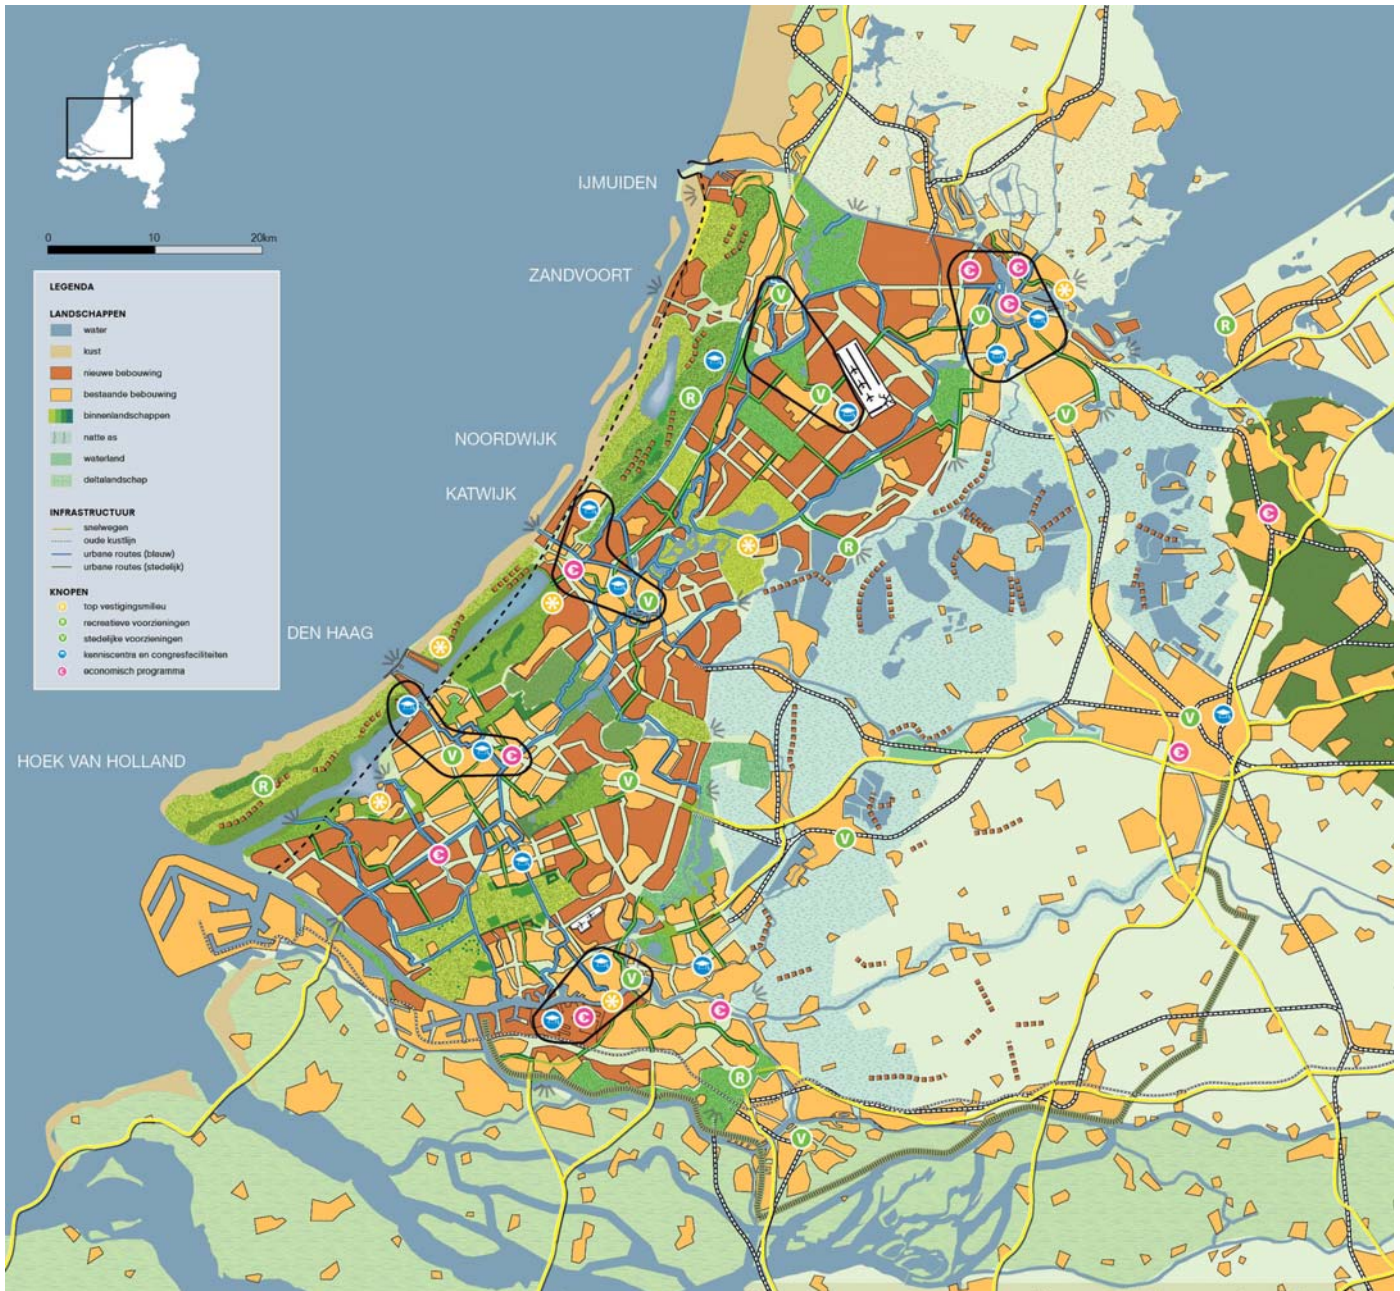 IJMUIDEN
0 10 20km
ZANDVOORT
LEGENDA
LANDSCHAPPEN
water
kust
nieuwe bebouwing
bestaande bebouwing
binnenlandschappen
natte as
waterland
deltalandschap
INFRASTRUCTUUR
snelwegen
oude kustlijn
urbane routes (blauw)
urbane routes (stedelijk)
KNOPEN
top vestigingsmilieu
recreatieve voorzieningen
stedelijke voorzieningen
kenniscentra en congresfaciliteiten
economisch programma
NOORDWIJK
KATWIJK
DEN HAAG
HOEK VAN HOLLAND
€
€
€
V
V
R
R
V
V
€
R
€
V
V
€
V
€
V
R
€
V
V
€
€
R
V